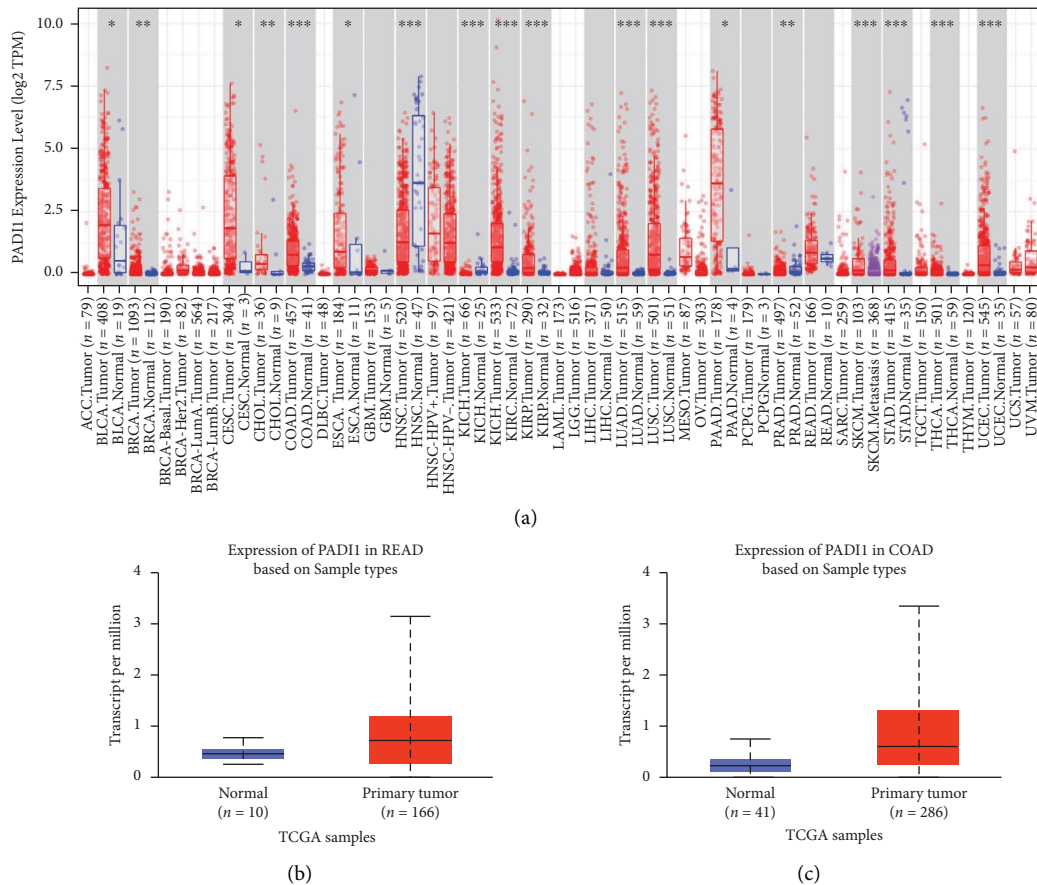 PADI1 Expression Level (log2 TPM)
10.0
7.5
5.0
2.5
0.0
* ** * ** *** * *** *** *** *** *** *** * ** *** *** *** ***
ACC.Tumor (n = 79)
BLCA.Tumor (n = 408)
BLCA.Normal (n = 19)
BRCA.Tumor (n = 1093)
BRCA.Normal (n = 112)
BRCA-Basal.Tumor (n = 190)
BRCA-Her2.Tumor (n = 82)
BRCA-LumA.Tumor (n = 564)
BRCA-LumB.Tumor (n = 217)
CESC.Tumor (n = 304)
CESC.Normal (n = 3)
CHOL.Tumor (n = 36)
CHOL.Normal (n = 9)
COAD.Tumor (n = 457)
COAD.Normal (n = 41)
DLBC.Tumor (n = 48)
ESCA. Tumor (n = 184)
ESCA.Normal (n = 11)
GBM.Tumor (n = 153)
GBM.Normal (n = 5)
HNSC.Tumor (n = 520)
HNSC.Normal (n = 47)
HNSC-HPV+.Tumor (n = 97)
HNSC-HPV–.Tumor (n = 421)
KICH.Tumor (n = 66)
KICH.Normal (n = 25)
KICH.Tumor (n = 533)
KIRC.Normal (n = 72)
KIRP.Tumor (n = 290)
KIRP.Normal (n = 32)
LAML.Tumor (n = 173)
LGG.Tumor (n = 516)
LIHC.Tumor (n = 371)
LIHC.Normal (n = 50)
LUAD.Tumor (n = 515)
LUAD.Normal (n = 59)
LUSC.Tumor (n = 501)
LUSC.Normal (n = 51)
MESO.Tumor (n = 87)
OV.Tumor (n = 303)
PAAD.Tumor (n = 178)
PAAD.Normal (n = 4)
PCPG.Tumor (n = 179)
PCPGNormal (n = 3)
PRAD.Tumor (n = 497)
PRAD.Normal (n = 52)
READ.Tumor (n = 166)
READ.Normal (n = 10)
SARC.Tumor (n = 259)
SKCM.Tumor (n = 103)
SKCM.Metastasis (n = 368)
STAD.Tumor (n = 415)
STAD.Normal (n = 35)
TGCT.Tumor (n = 150)
THCA.Tumor (n = 501)
THCA.Normal (n = 59)
THYM.Tumor (n = 120)
UCEC.Tumor (n = 545)
UCEC.Normal (n = 35)
UCS.Tumor (n = 57)
UVM.Tumor (n = 80)
(a)
Expression of PADI1 in READ
based on Sample types
Transcript per million
4
3
2
1
0
Normal
(n = 10)
Primary tumor
(n = 166)
TCGA samples
(b)
Expression of PADI1 in COAD
based on Sample types
Transcript per million
4
3
2
1
0
Normal
(n = 41)
Primary tumor
(n = 286)
TCGA samples
(c)